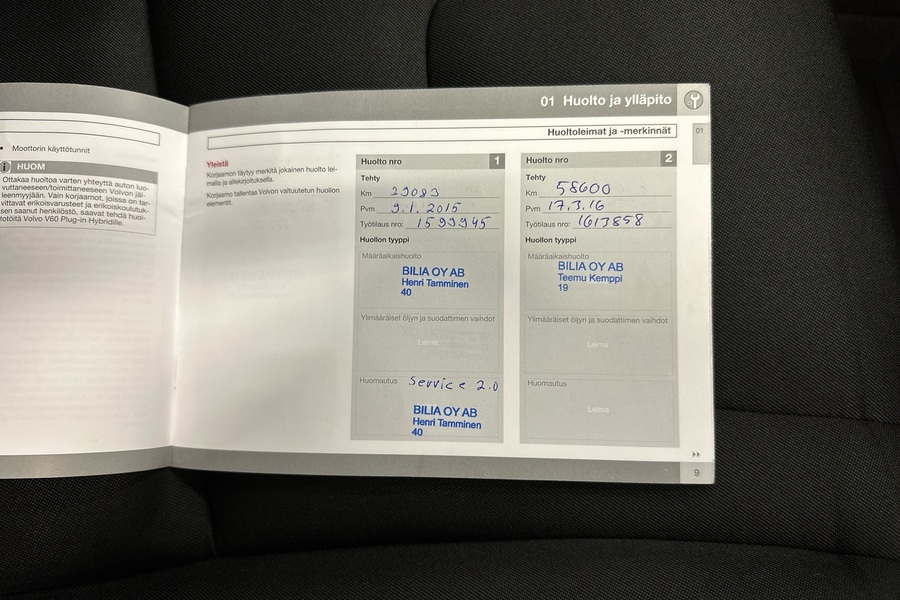 • Moottorin käyttötunnit
HUOM
Ottakaa huoltoa varten yhteyttä auton luo-
vuttaneeseen/toimittaneeseen Volvon jäl-
leenmyyjään. Vain korjaamot, joissa on tar-
vittavat erikoisvarusteet ja erikoiskoulutuk-
sen saanut henkilöstö, saavat tehdä huol-
totöitä Volvo V60 Plug-in Hybridille.
01 Huolto ja ylläpito
Huoltoleimat ja -merkinnät
01
Yleistä
Korjaamon täytyy merkitä jokainen huolto lei-
malla ja allekirjoituksella.
Korjaamo tallentaa Volvon valtuutetun huollon
elementit.
Huolto nro 1
Tehty
Km 29083
Pvm 9.1.2015
Työtilaus nro: 1599945
Huollon tyyppi
Määräaikaishuolto
BILIA OY AB
Henri Tamminen
40
Ylimääräiset öljyn ja suodattimen vaihdot
Leima
Huomautus Service 2.0
BILIA OY AB
Henri Tamminen
40
Huolto nro 2
Tehty
Km 58600
Pvm 17.3.16
Työtilaus nro: 1613858
Huollon tyyppi
Määräaikaishuolto
BILIA OY AB
Teemu Kemppi
19
Ylimääräiset öljyn ja suodattimen vaihdot
Leima
Huomautus
Leima
9